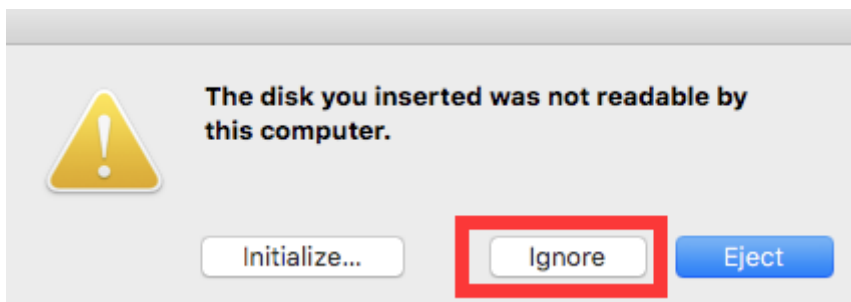 The disk you inserted was not readable by
this computer.
Initialize... Ignore Eject